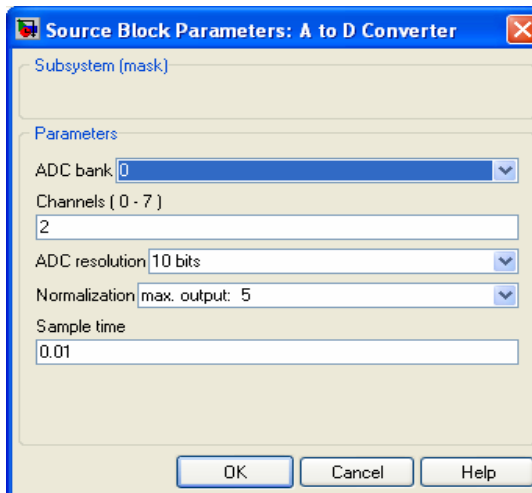 Source Block Parameters: A to D Converter
Subsystem (mask)
Parameters
ADC bank 0
Channels ( 0 - 7 )
2
ADC resolution 10 bits
Normalization max. output: 5
Sample time
0.01
OK Cancel Help